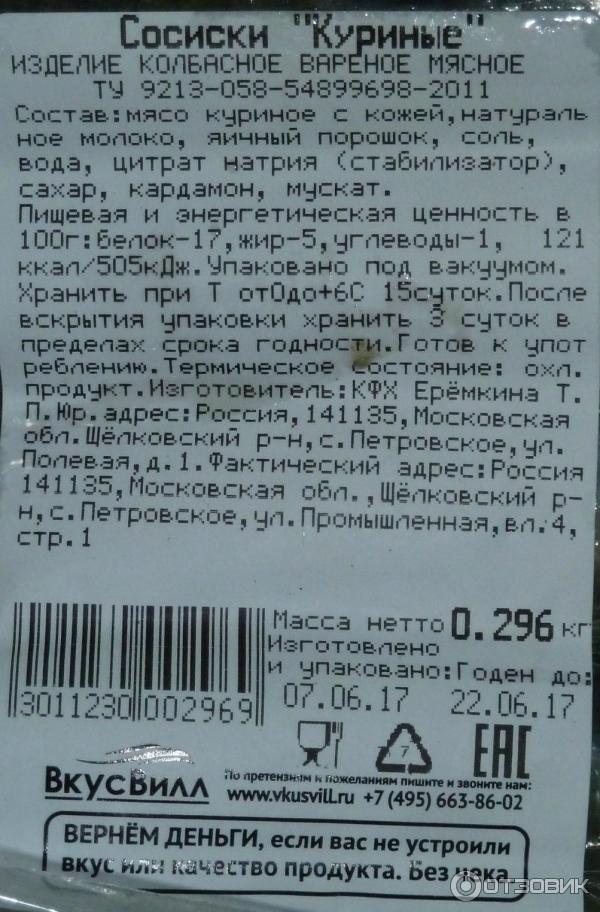 Сосиски "Куриные"
ИЗДЕЛИЕ КОЛБАСНОЕ ВАРЕНОЕ МЯСНОЕ
ТУ 9213-058-54899698-2011
Состав:мясо куриное с кожей,натураль
ное молоко, яичный порошок, соль,
вода, цитрат натрия (стабилизатор),
сахар, кардамон, мускат.
Пищевая и энергетическая ценность в
100г:белок-17,жир-5,углеводы-1, 121
ккал/505кДж.Упаковано под вакуумом.
Хранить при Т от0до+6С 15суток.После
вскрытия упаковки хранить 3 суток в
пределах срока годности.Готов к упот
реблению.Термическое состояние: охл.
продукт.Изготовитель:КФХ Ерёмкина Т.
П.Юр.адрес:Россия,141135,Московская
обл.Щёлковский р-н,с.Петровское,ул.
Полевая,д.1.Фактический адрес:Россия
141135,Московская обл.,Щёлковский р-
н,с.Петровское,ул.Промышленная,вл.4,
стр.1
Масса нетто 0.296 кг
Изготовлено
и упаковано:Годен до:
07.06.17 22.06.17
3011230 002969
7
EAC
ВкусВилл
По претензиям и пожеланиям пишите и звоните нам:
www.vkusvill.ru +7 (495) 663-86-02
ВЕРНЁМ ДЕНЬГИ, если вас не устроили
вкус или качество продукта. Без чека.
ОТЗОВИК